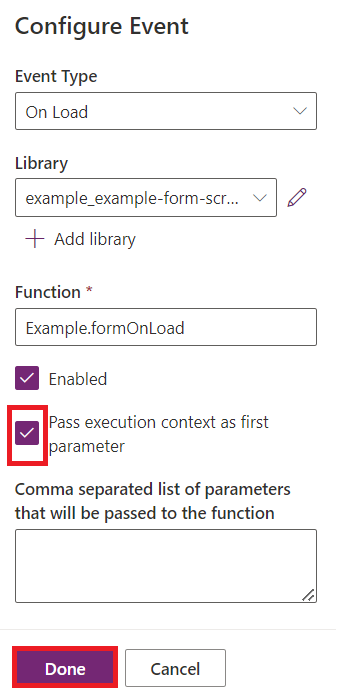 Configure Event
Event Type
On Load
Library
example_example-form-scr...
Add library
Function *
Example.formOnLoad
Enabled
Pass execution context as first
parameter
Comma separated list of parameters
that will be passed to the function
Done
Cancel